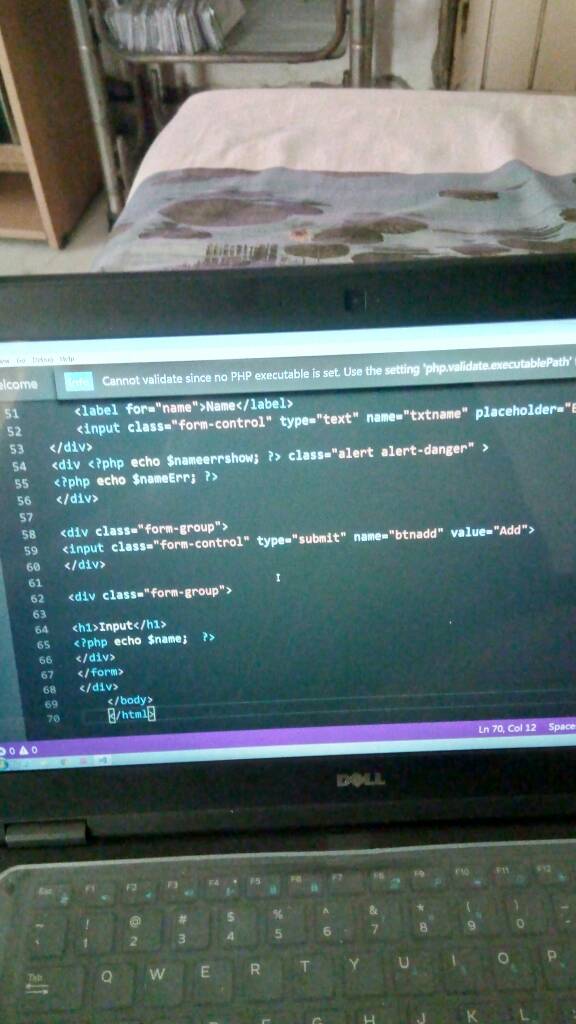 Go Debug Help
elcome
Info Cannot validate since no PHP executable is set. Use the setting 'php.validate.executablePath'
51 <label for="name">Name</label>
52 <input class="form-control" type="text" name="txtname" placeholder="E
53 </div>
54 <div <?php echo $nameerrshow; ?> class="alert alert-danger" >
55 <?php echo $nameErr; ?>
56 </div>
57
58 <div class="form-group">
59 <input class="form-control" type="submit" name="btnadd" value="Add">
60 </div>
61
62 <div class="form-group">
63
64 <h1>Input</h1>
65 <?php echo $name;  ?>
66 </div>
67 </form>
68 </div>
69 </body>
70 </html>
Ln 70, Col 12 Space
0 0
DELL
Esc F1 F2 F3 F4 F5 F6 F7 F8 F9 F10 F11 F12
~ ! @ # $ % ^ & * ( )
1 2 3 4 5 6 7 8 9 0
Tab Q W E R T Y U I O P
F G H J K L